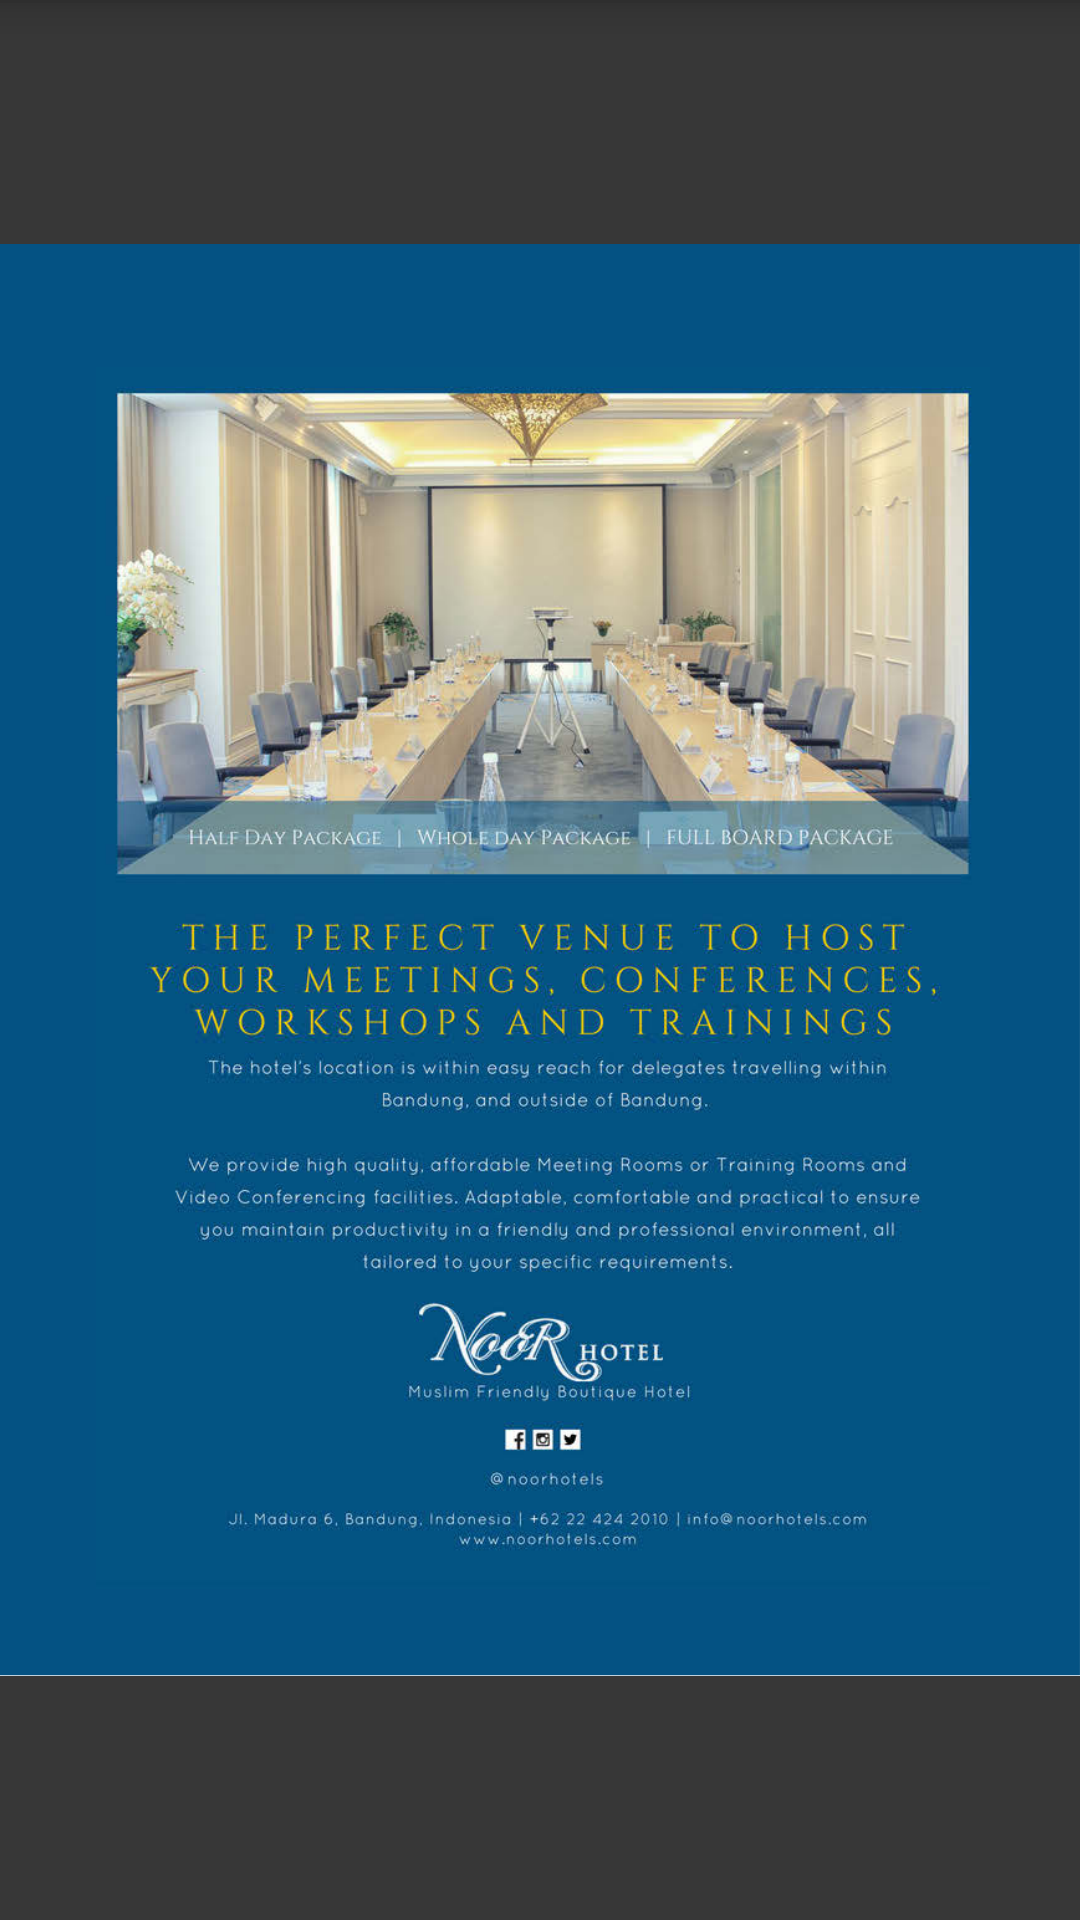 HALF DAY PACKAGE | WHOLE DAY PACKAGE | FULL BOARD PACKAGE
THE PERFECT VENUE TO HOST
YOUR MEETINGS, CONFERENCES,
WORKSHOPS AND TRAININGS
The hotel's location is within easy reach for delegates travelling within
Bandung, and outside of Bandung.
We provide high quality, affordable Meeting Rooms or Training Rooms and
Video Conferencing facilities. Adaptable, comfortable and practical to ensure
you maintain productivity in a friendly and professional environment, all
tailored to your specific requirements.
NOOR HOTEL
Muslim Friendly Boutique Hotel
@noorhotels
Jl. Madura 6, Bandung, Indonesia | +62 22 424 2010 | info@noorhotels.com
www.noorhotels.com